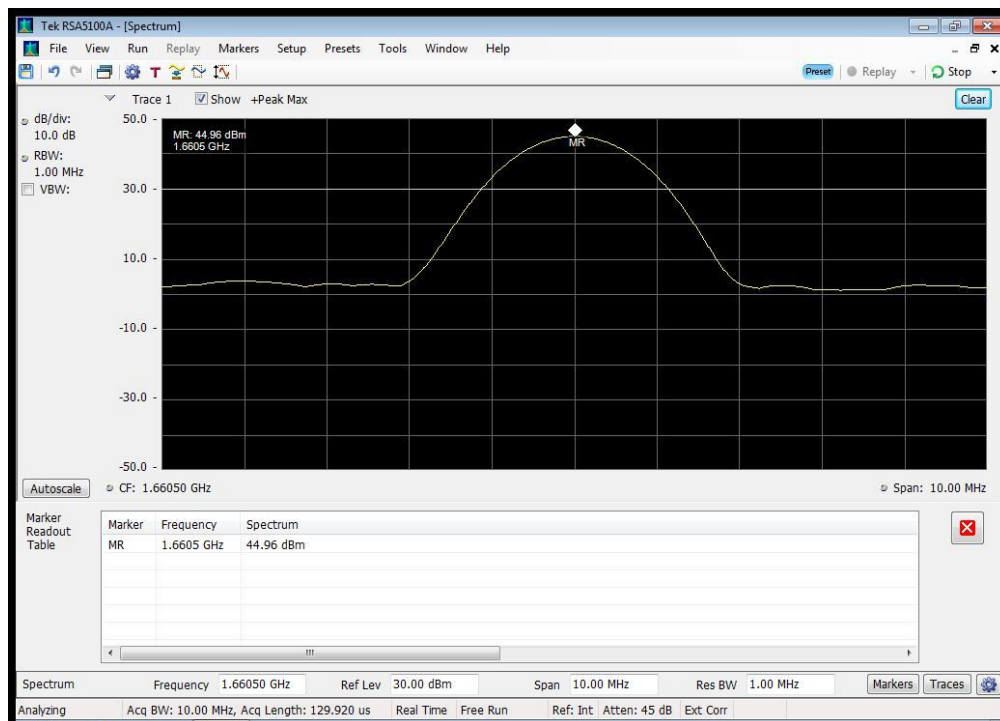 Tek RSA5100A - [Spectrum]
File View Run Replay Markers Setup Presets Tools Window Help
T Preset Replay Stop
Trace 1 Show +Peak Max Clear
dB/div:
10.0 dB
RBW:
1.00 MHz
VBW:
50.0
30.0
10.0
-10.0
-30.0
-50.0
MR: 44.96 dBm
1.6605 GHz
MR
Autoscale CF: 1.66050 GHz Span: 10.00 MHz
Marker
Readout
Table
Marker Frequency Spectrum
MR 1.6605 GHz 44.96 dBm
Spectrum Frequency 1.66050 GHz Ref Lev 30.00 dBm Span 10.00 MHz Res BW 1.00 MHz Markers Traces
Analyzing Acq BW: 10.00 MHz, Acq Length: 129.920 us Real Time Free Run Ref: Int Atten: 45 dB Ext Corr